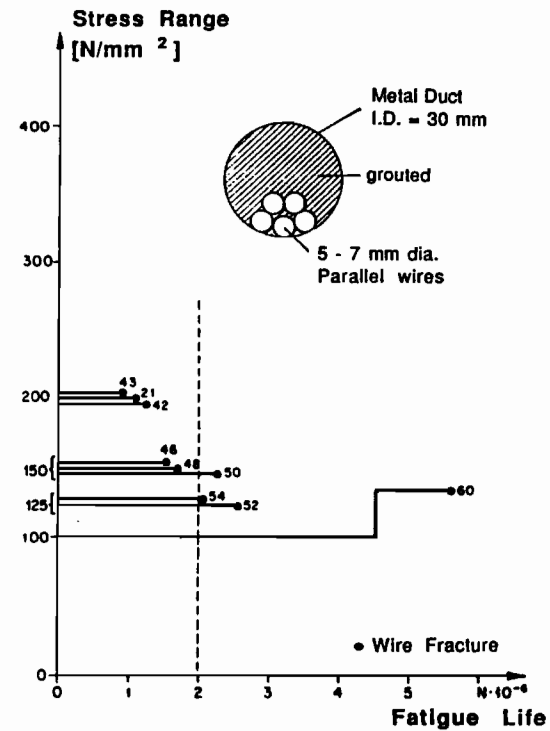 Stress Range
[N/mm ²]
Metal Duct
I.D. = 30 mm
grouted
5 - 7 mm dia.
Parallel wires
400
300
200
43
21
42
150
46
48
50
125
54
52
60
100
Wire Fracture
0
0 1 2 3 4 5 N·10⁻⁶
Fatigue Life